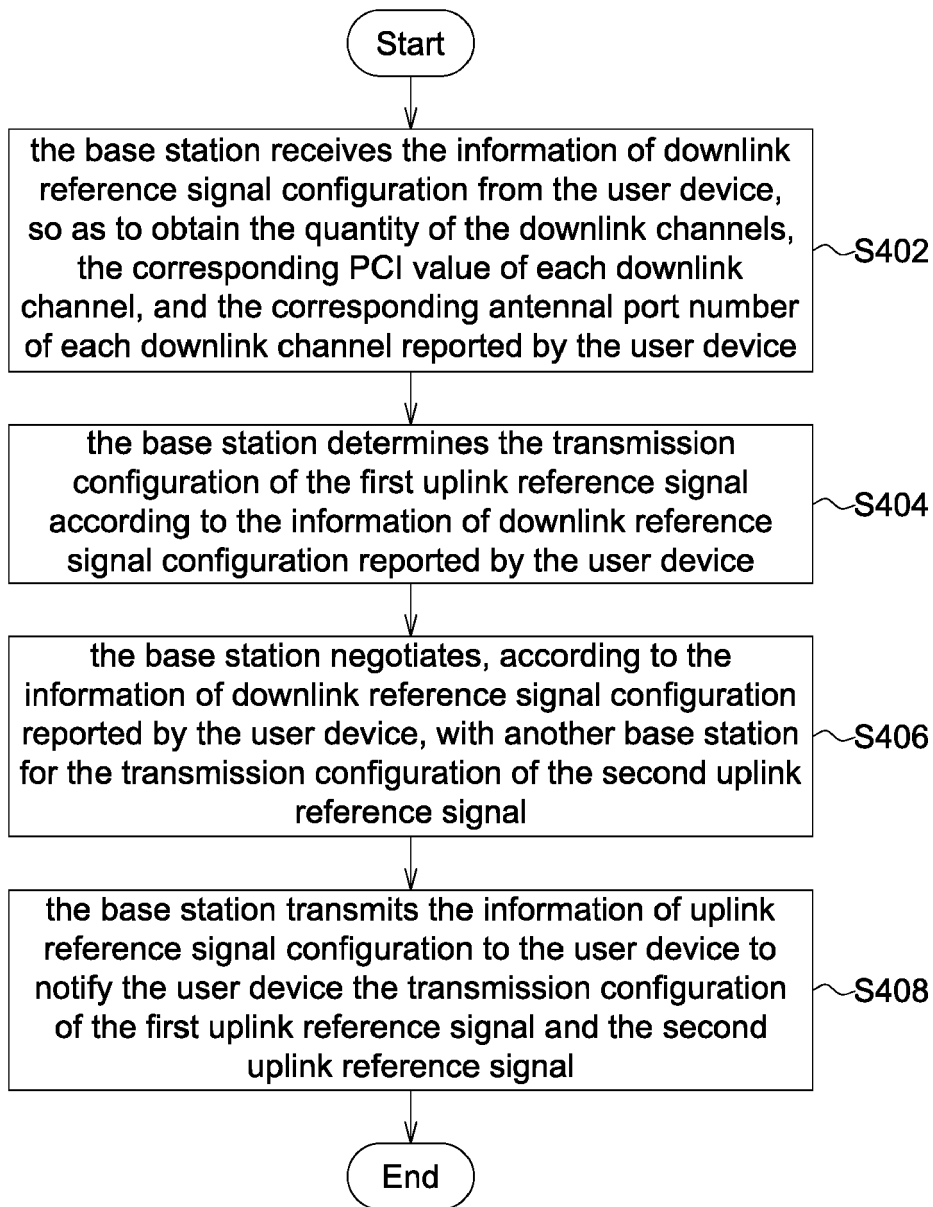 Start
the base station receives the information of downlink
reference signal configuration from the user device,
so as to obtain the quantity of the downlink channels,
the corresponding PCI value of each downlink
channel, and the corresponding antennal port number
of each downlink channel reported by the user device
S402
the base station determines the transmission
configuration of the first uplink reference signal
according to the information of downlink reference
signal configuration reported by the user device
S404
the base station negotiates, according to the
information of downlink reference signal configuration
reported by the user device, with another base station
for the transmission configuration of the second uplink
reference signal
S406
the base station transmits the information of uplink
reference signal configuration to the user device to
notify the user device the transmission configuration
of the first uplink reference signal and the second
uplink reference signal
S408
End